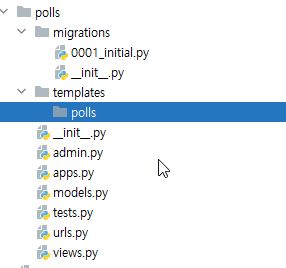 polls
migrations
0001_initial.py
__init__.py
templates
polls
__init__.py
admin.py
apps.py
models.py
tests.py
urls.py
views.py